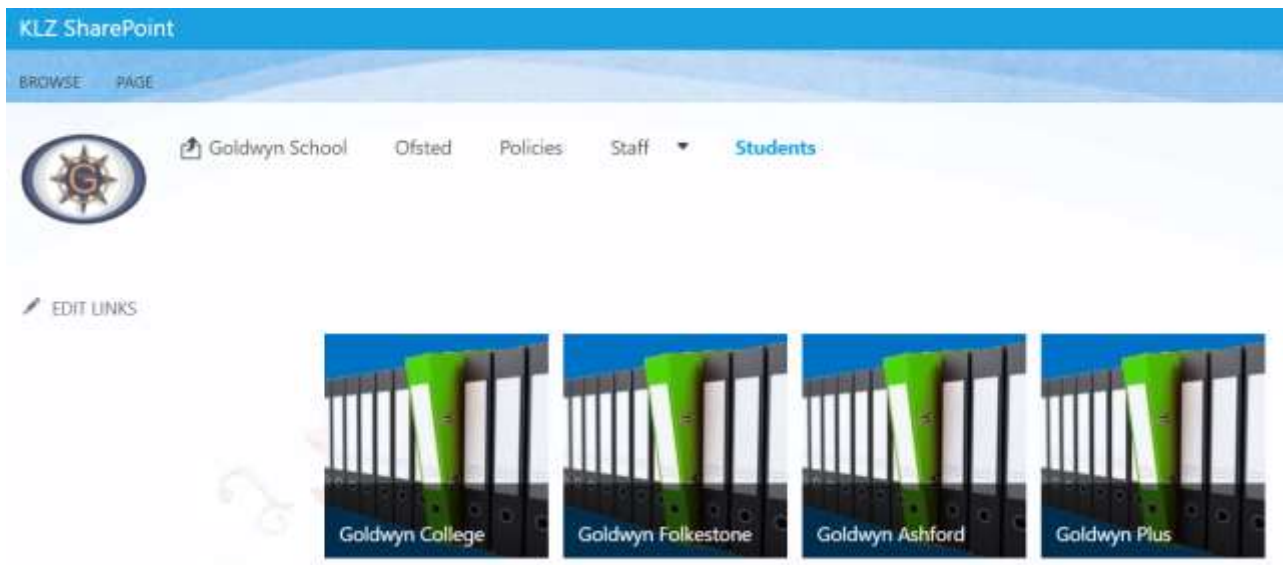 KLZ SharePoint
BROWSE PAGE
G
Goldwyn School Ofsted Policies Staff Students
EDIT LINKS
Goldwyn College Goldwyn Folkestone Goldwyn Ashford Goldwyn Plus